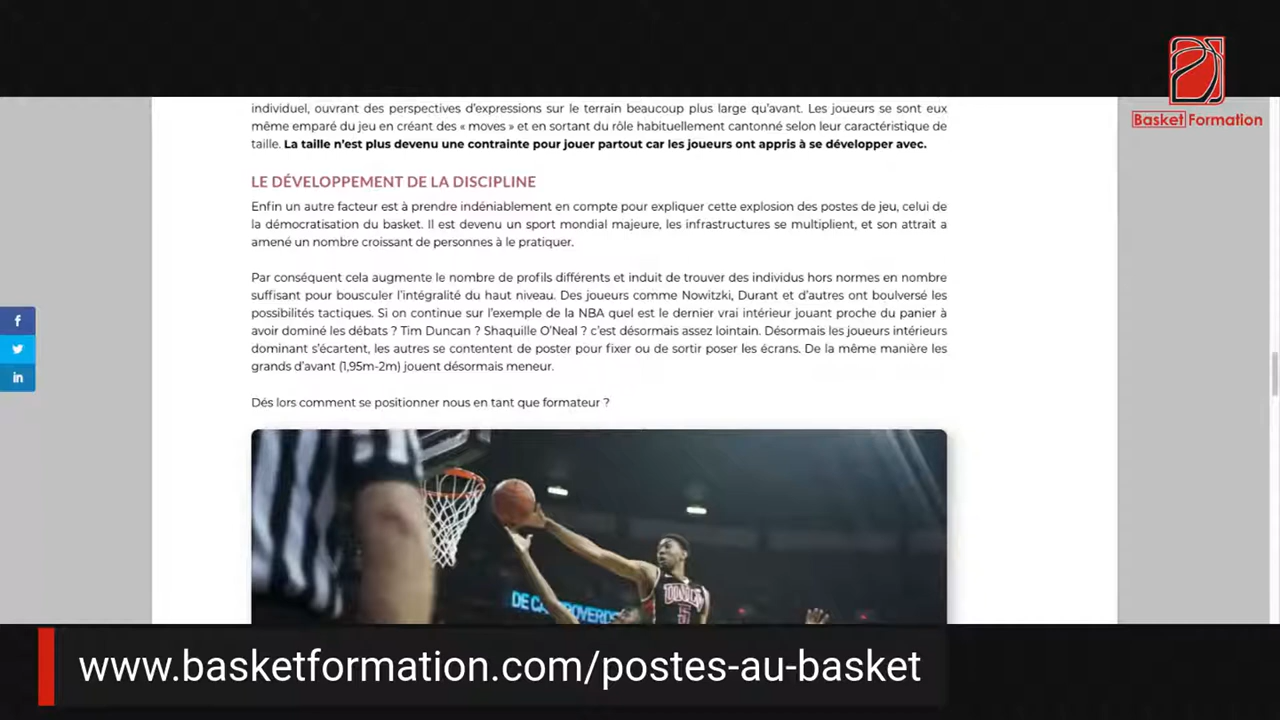 Basket Formation
individuel, ouvrant des perspectives d'expressions sur le terrain beaucoup plus large qu'avant. Les joueurs se sont eux
même emparé du jeu en créant des « moves » et en sortant du rôle habituellement cantonné selon leur caractéristique de
taille. La taille n'est plus devenu une contrainte pour jouer partout car les joueurs ont appris à se développer avec.
LE DÉVELOPPEMENT DE LA DISCIPLINE
Enfin un autre facteur est à prendre indéniablement en compte pour expliquer cette explosion des postes de jeu, celui de
la démocratisation du basket. Il est devenu un sport mondial majeure, les infrastructures se multiplient, et son attrait a
amené un nombre croissant de personnes à le pratiquer.
Par conséquent cela augmente le nombre de profils différents et induit de trouver des individus hors normes en nombre
suffisant pour bousculer l'intégralité du haut niveau. Des joueurs comme Nowitzki, Durant et d'autres ont boulversé les
possibilités tactiques. Si on continue sur l'exemple de la NBA quel est le dernier vrai intérieur jouant proche du panier à
avoir dominé les débats ? Tim Duncan ? Shaquille O'Neal ? c'est désormais assez lointain. Désormais les joueurs intérieurs
dominant s'écartent, les autres se contentent de poster pour fixer ou de sortir poser les écrans. De la même manière les
grands d'avant (1,95m-2m) jouent désormais meneur.
Dés lors comment se positionner nous en tant que formateur ?
www.basketformation.com/postes-au-basket